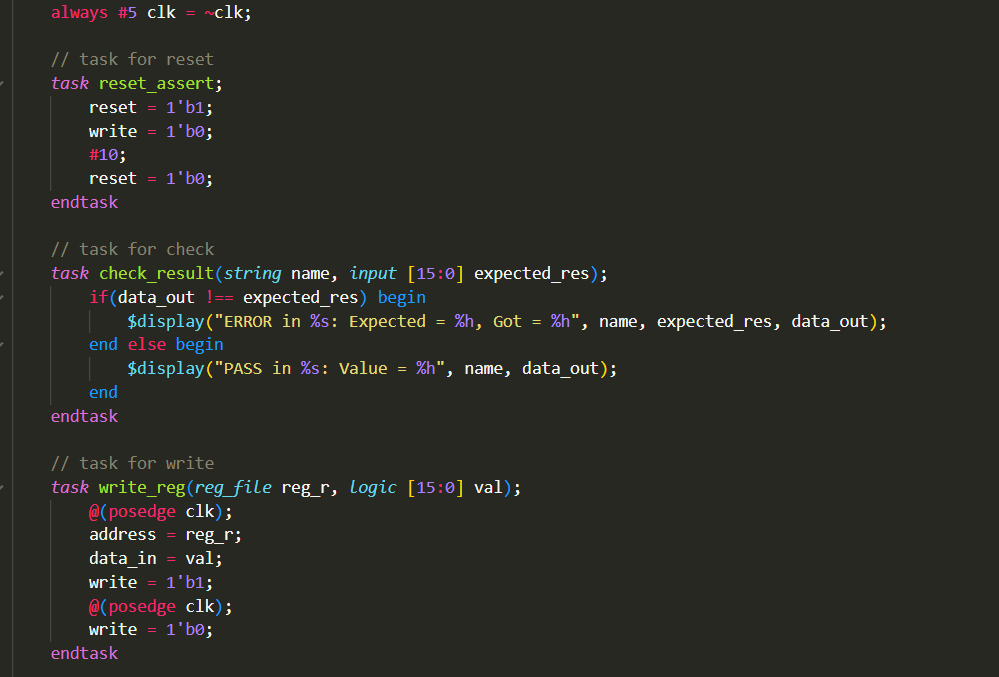 always #5 clk = ~clk;
// task for reset
task reset_assert;
reset = 1'b1;
write = 1'b0;
#10;
reset = 1'b0;
endtask
// task for check
task check_result(string name, input [15:0] expected_res);
if(data_out !== expected_res) begin
$display("ERROR in %s: Expected = %h, Got = %h", name, expected_res, data_out);
end else begin
$display("PASS in %s: Value = %h", name, data_out);
end
endtask
// task for write
task write_reg(reg_file reg_r, logic [15:0] val);
@(posedge clk);
address = reg_r;
data_in = val;
write = 1'b1;
@(posedge clk);
write = 1'b0;
endtask